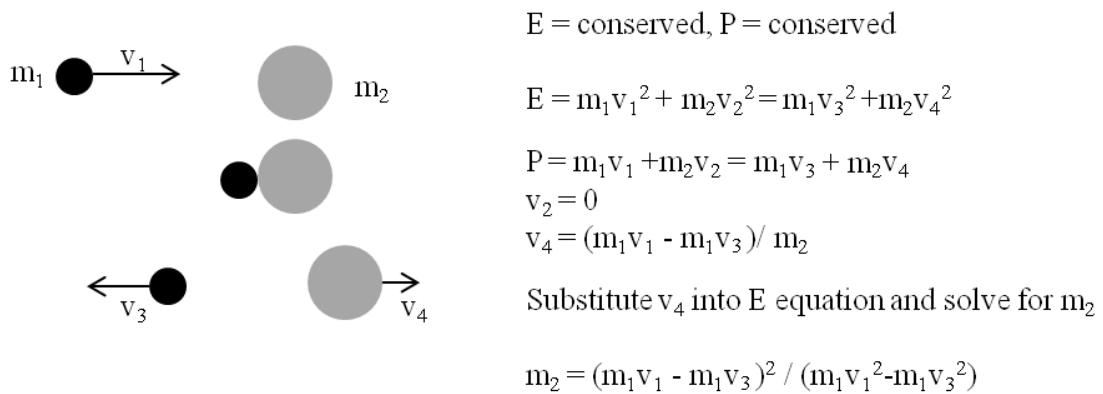 m₁
v₁
m₂
v₃
v₄
E = conserved, P = conserved
E = m₁v₁² + m₂v₂² = m₁v₃² + m₂v₄²
P = m₁v₁ + m₂v₂ = m₁v₃ + m₂v₄
v₂ = 0
v₄ = (m₁v₁ - m₁v₃)/ m₂
Substitute v₄ into E equation and solve for m₂
m₂ = (m₁v₁ - m₁v₃)² / (m₁v₁²-m₁v₃²)